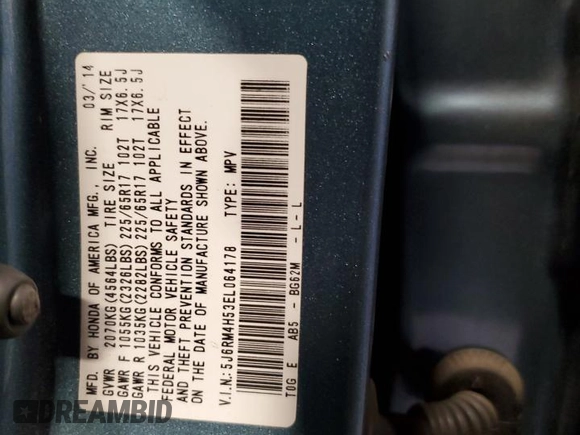 MFD. BY HONDA OF AMERICA MFG., INC. 03/'14
GVWR 2070KG(4564LBS) TIRE SIZE RIM SIZE
GAWR F 1055KG(2326LBS) 225/65R17 102T 17X6.5J
GAWR R 1035KG(2282LBS) 225/65R17 102T 17X6.5J
THIS VEHICLE CONFORMS TO ALL APPLICABLE
FEDERAL MOTOR VEHICLE SAFETY
AND THEFT PREVENTION STANDARDS IN EFFECT
ON THE DATE OF MANUFACTURE SHOWN ABOVE.
V.I.N.: 5J6RM4H53EL064178 TYPE: MPV
TOG E AB5 - BG62M - L - L
DREAMBID